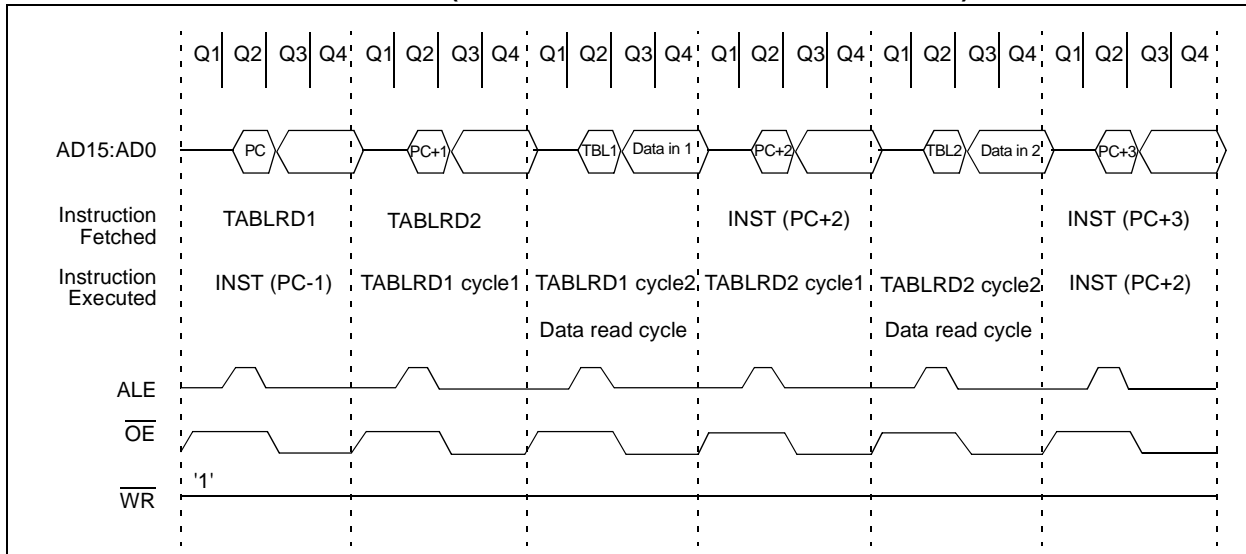 Q1 Q2 Q3 Q4 Q1 Q2 Q3 Q4 Q1 Q2 Q3 Q4 Q1 Q2 Q3 Q4 Q1 Q2 Q3 Q4 Q1 Q2 Q3 Q4
AD15:AD0 PC PC+1 TBL1 Data in 1 PC+2 TBL2 Data in 2 PC+3
Instruction
Fetched TABLRD1 TABLRD2 INST (PC+2) INST (PC+3)
Instruction
Executed INST (PC-1) TABLRD1 cycle1 TABLRD1 cycle2 TABLRD2 cycle1 TABLRD2 cycle2 INST (PC+2)
Data read cycle Data read cycle
ALE
OE
'1'
WR